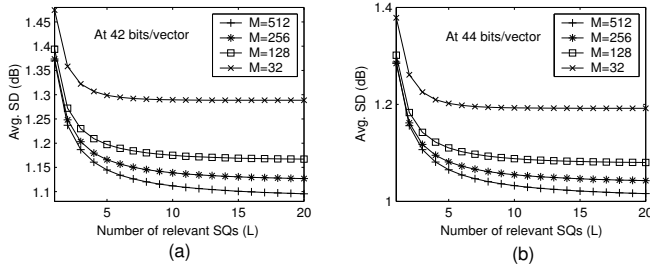 1.45
1.4
1.35
1.3
1.25
1.2
1.15
1.1
Avg. SD (dB)
At 42 bits/vector
M=512
M=256
M=128
M=32
5
10
15
20
Number of relevant SQs (L)
(a)
1.4
1.2
1
Avg. SD (dB)
At 44 bits/vector
M=512
M=256
M=128
M=32
5
10
15
20
Number of relevant SQs (L)
(b)